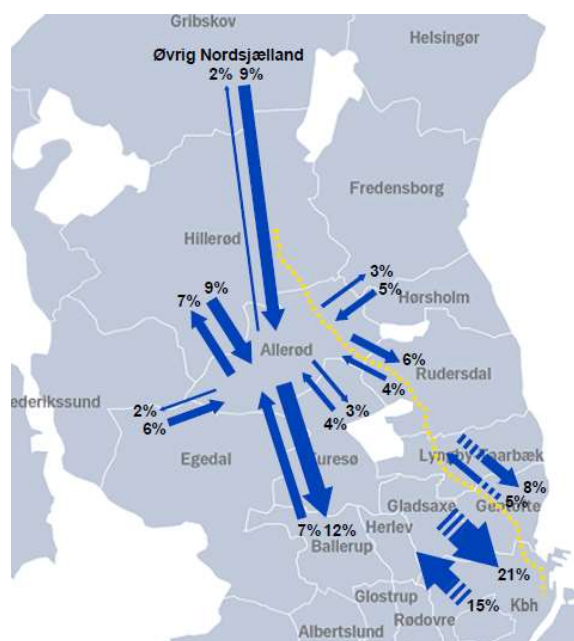 Gribskov
Helsingør
Øvrig Nordsjælland
2% 9%
Fredensborg
Hillerød
3%
9%
5%
7%
Hørsholm
Allerød
6%
Rudersdal
4%
ederikssund
2%
3%
6%
4%
Egedal
Furesø
Lyngby Taarbæk
8%
5%
Gladsaxe
Gentofte
7% 12%
Herlev
Ballerup
21%
Glostrup
15%
Kbh
Rødovre
Albertslund